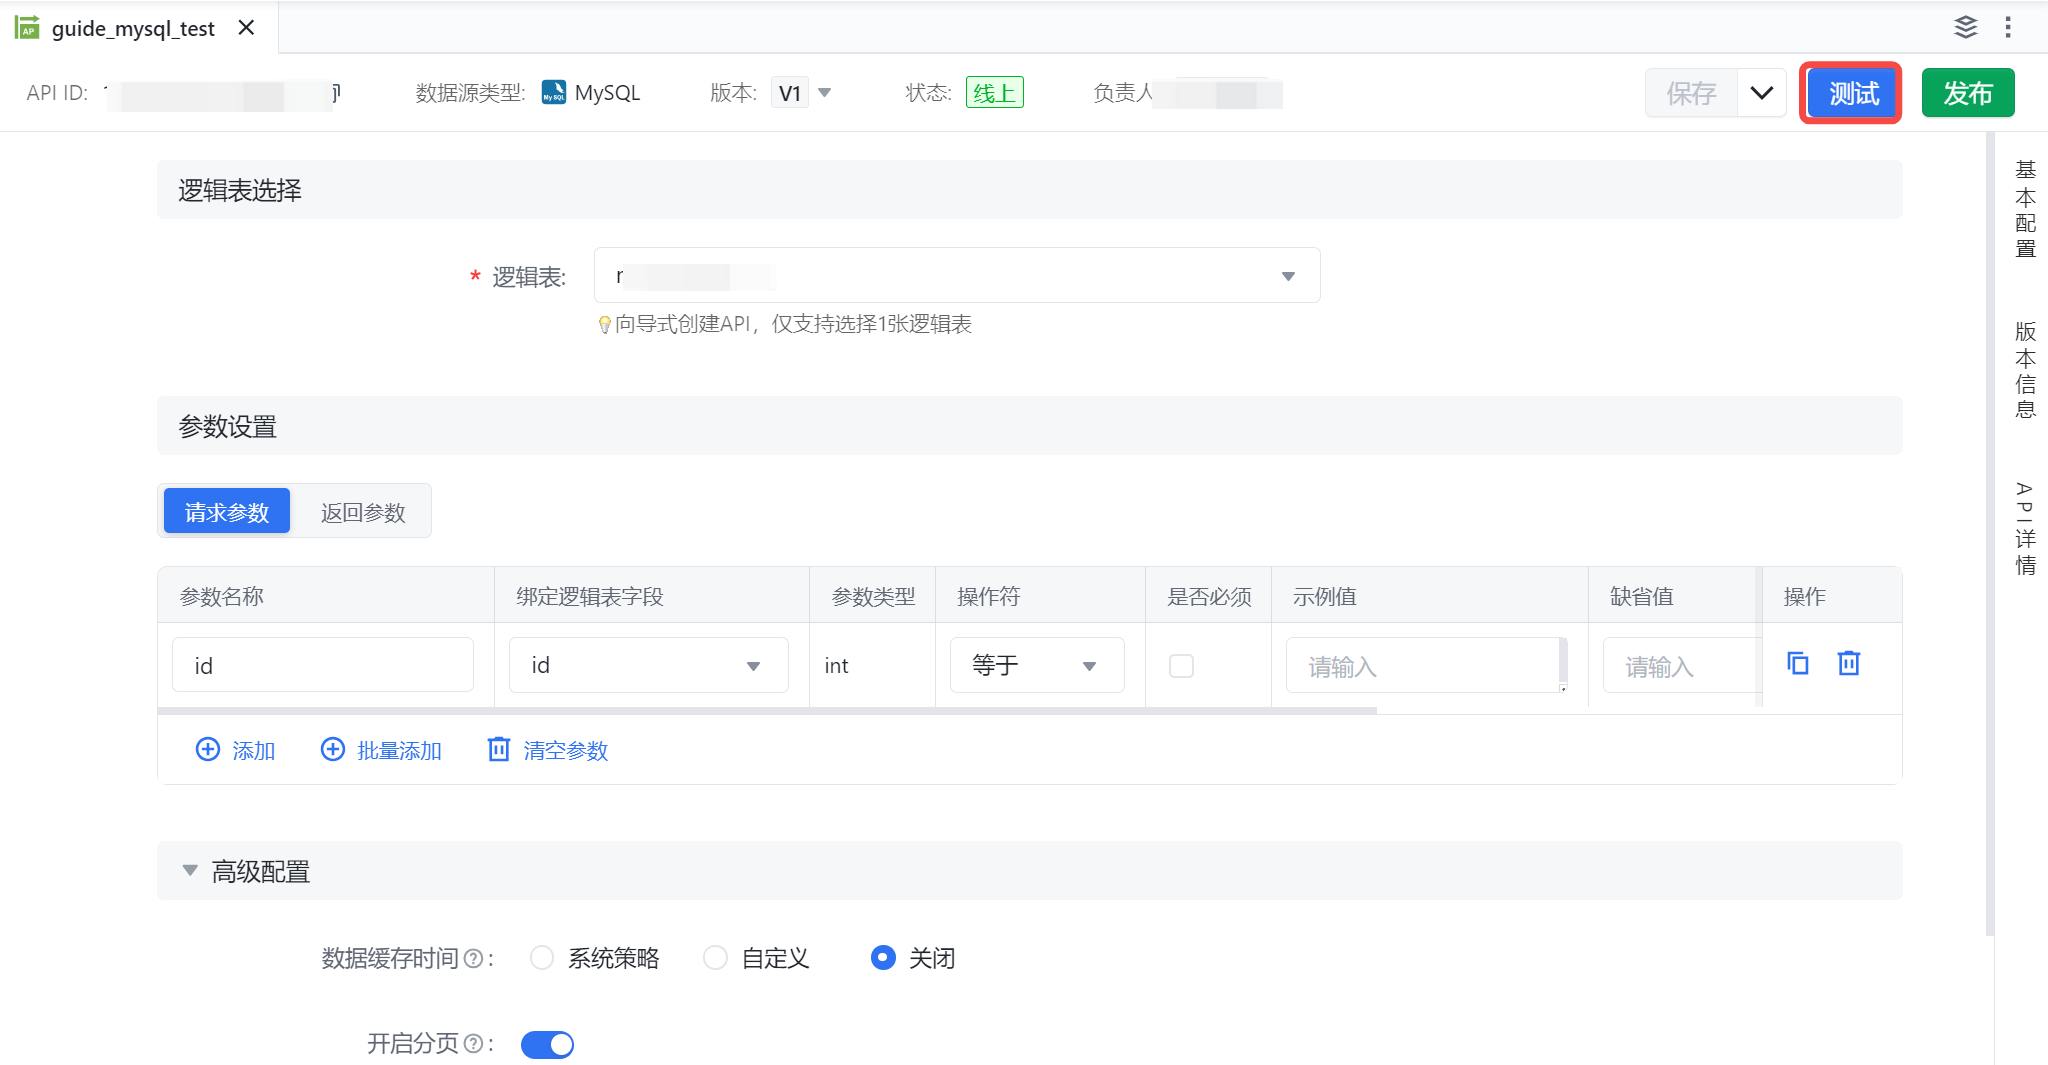 guide_mysql_test
API ID:
数据源类型: MySQL
版本: V1
状态: 线上
负责人
保存
测试
发布
逻辑表选择
* 逻辑表:
向导式创建API，仅支持选择1张逻辑表
参数设置
请求参数 返回参数
参数名称 绑定逻辑表字段 参数类型 操作符 是否必须 示例值 缺省值 操作
id id int 等于 请输入 请输入
添加 批量添加 清空参数
高级配置
数据缓存时间 ? : 系统策略 自定义 关闭
开启分页 ? :
基本配置
版本信息
API详情